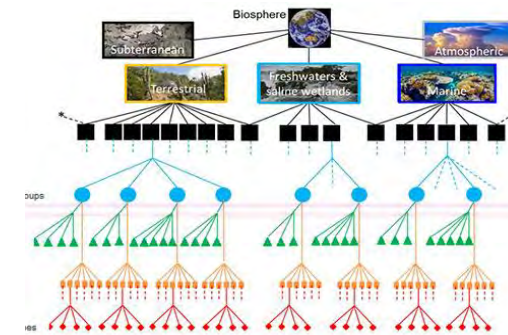 Biosphere
Subterranean
Atmospheric
Terrestrial
Freshwaters &
saline wetlands
Marine
*
*
oups
es